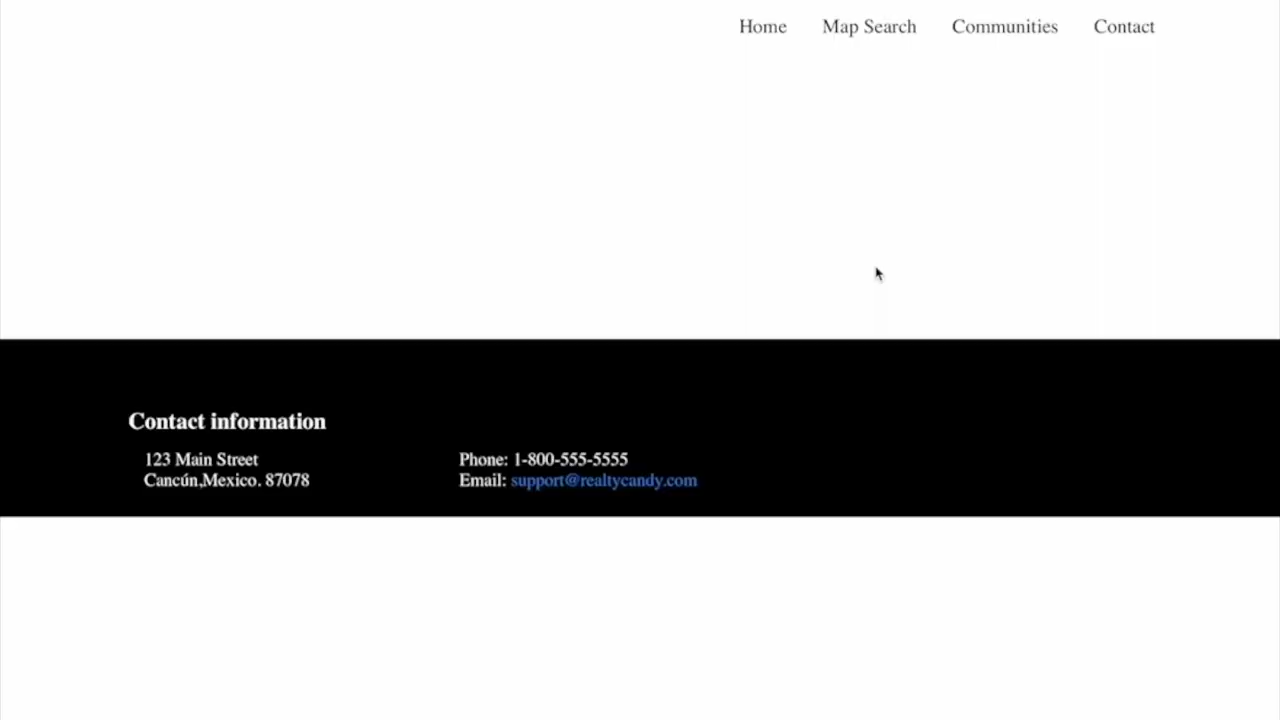 Home Map Search Communities Contact
Contact information
123 Main Street
Cancún,Mexico. 87078
Phone: 1-800-555-5555
Email: support@realtycandy.com